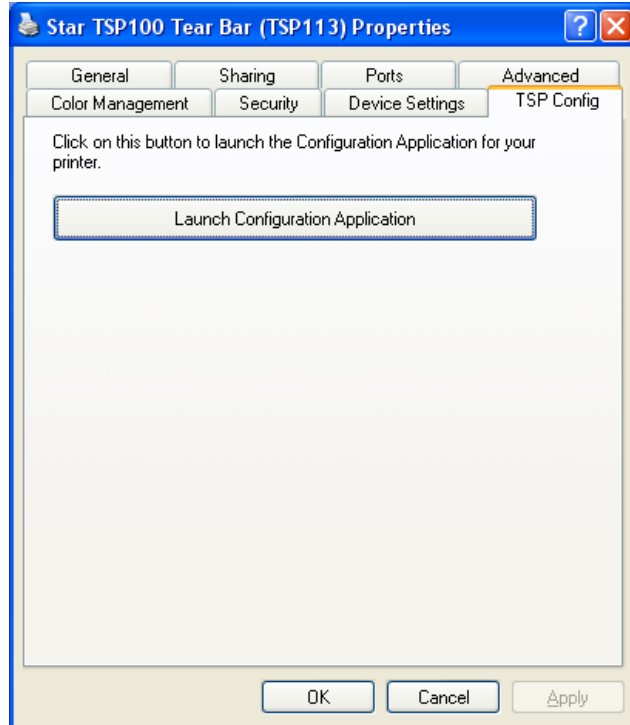 Star TSP100 Tear Bar (TSP113) Properties
General Sharing Ports Advanced
Color Management Security Device Settings TSP Config
Click on this button to launch the Configuration Application for your
printer.
Launch Configuration Application
OK Cancel Apply